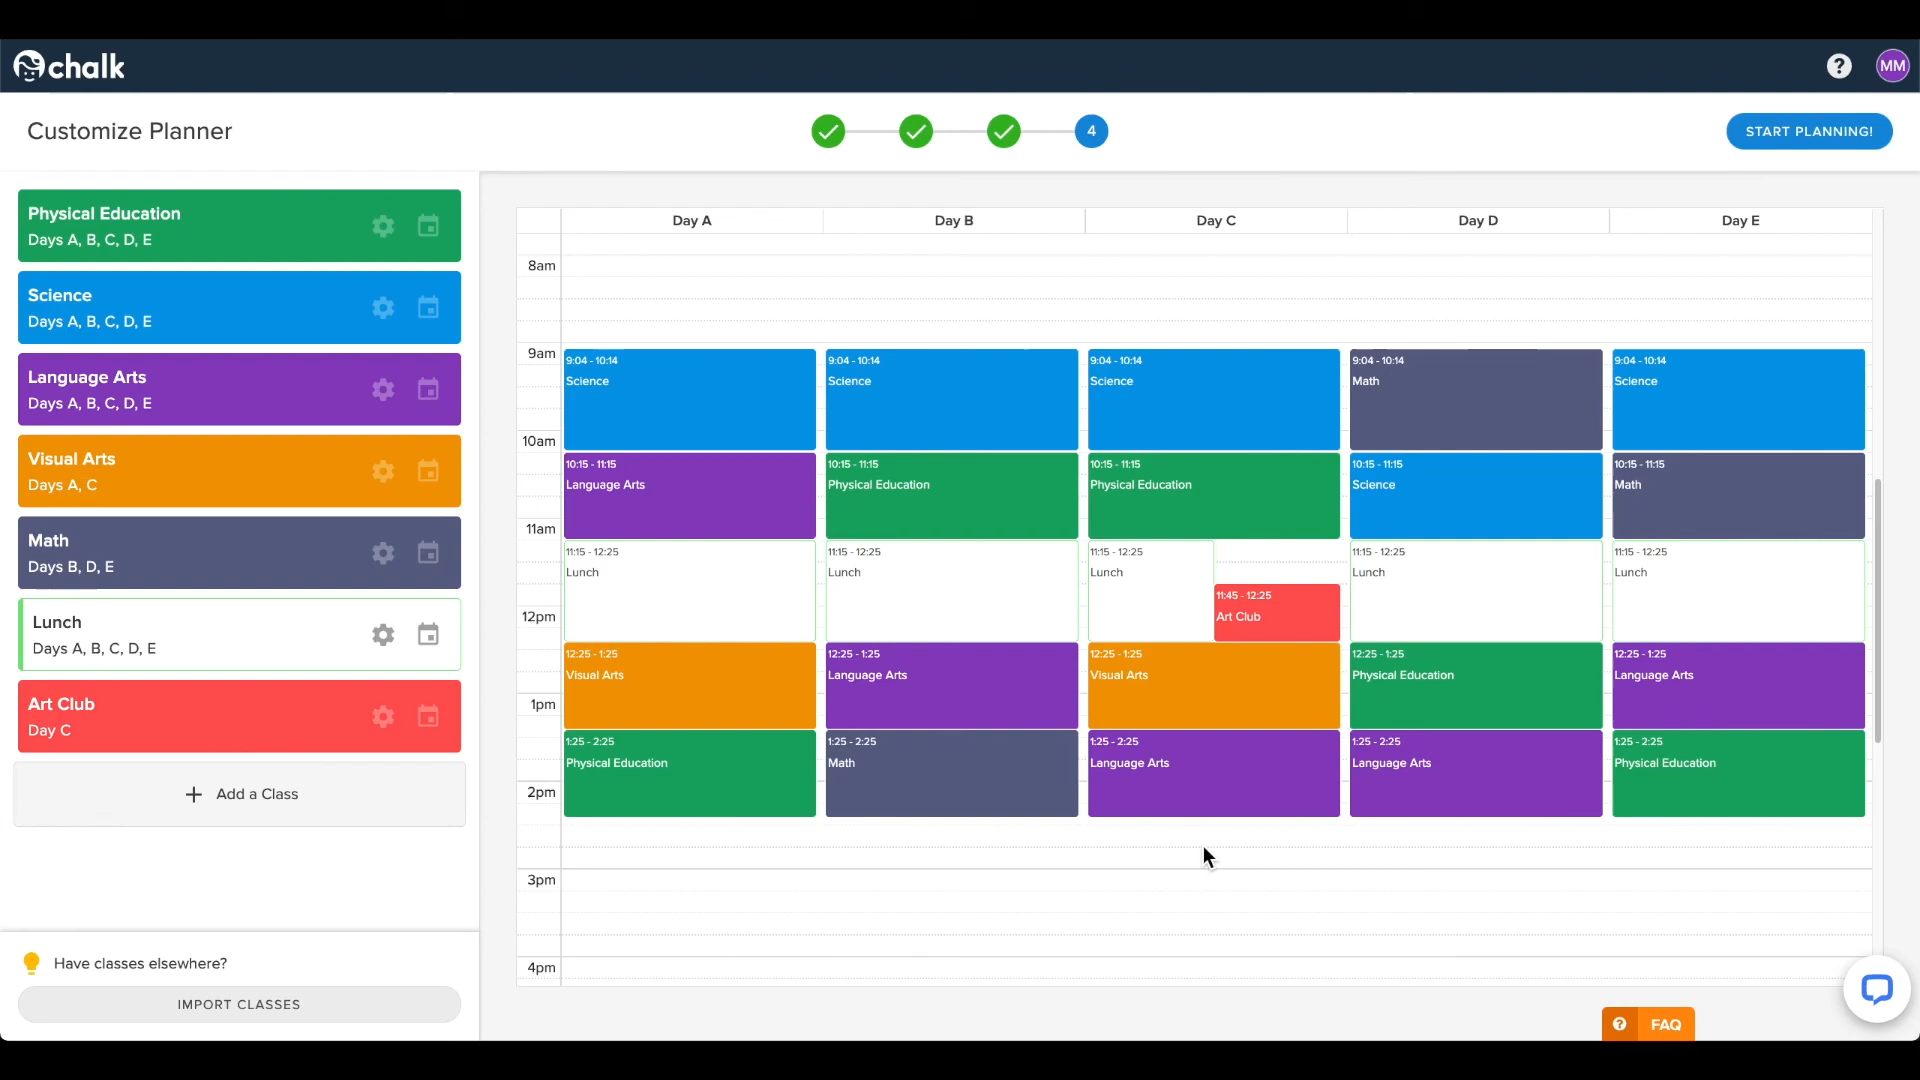 chalk
?
MM
Customize Planner
4
START PLANNING!
Physical Education
Days A, B, C, D, E
Science
Days A, B, C, D, E
Language Arts
Days A, B, C, D, E
Visual Arts
Days A, C
Math
Days B, D, E
Lunch
Days A, B, C, D, E
Art Club
Day C
+ Add a Class
Have classes elsewhere?
IMPORT CLASSES
Day A Day B Day C Day D Day E
8am
9am
9:04 - 10:14 9:04 - 10:14 9:04 - 10:14 9:04 - 10:14 9:04 - 10:14
Science Science Science Math Science
10am
10:15 - 11:15 10:15 - 11:15 10:15 - 11:15 10:15 - 11:15 10:15 - 11:15
Language Arts Physical Education Physical Education Science Math
11am
11:15 - 12:25 11:15 - 12:25 11:15 - 12:25 11:15 - 12:25 11:15 - 12:25
Lunch Lunch Lunch Lunch Lunch
11:45 - 12:25
12pm
Art Club
12:25 - 1:25 12:25 - 1:25 12:25 - 1:25 12:25 - 1:25 12:25 - 1:25
Visual Arts Language Arts Visual Arts Physical Education Language Arts
1pm
1:25 - 2:25 1:25 - 2:25 1:25 - 2:25 1:25 - 2:25 1:25 - 2:25
Physical Education Math Language Arts Language Arts Physical Education
2pm
3pm
4pm
? FAQ